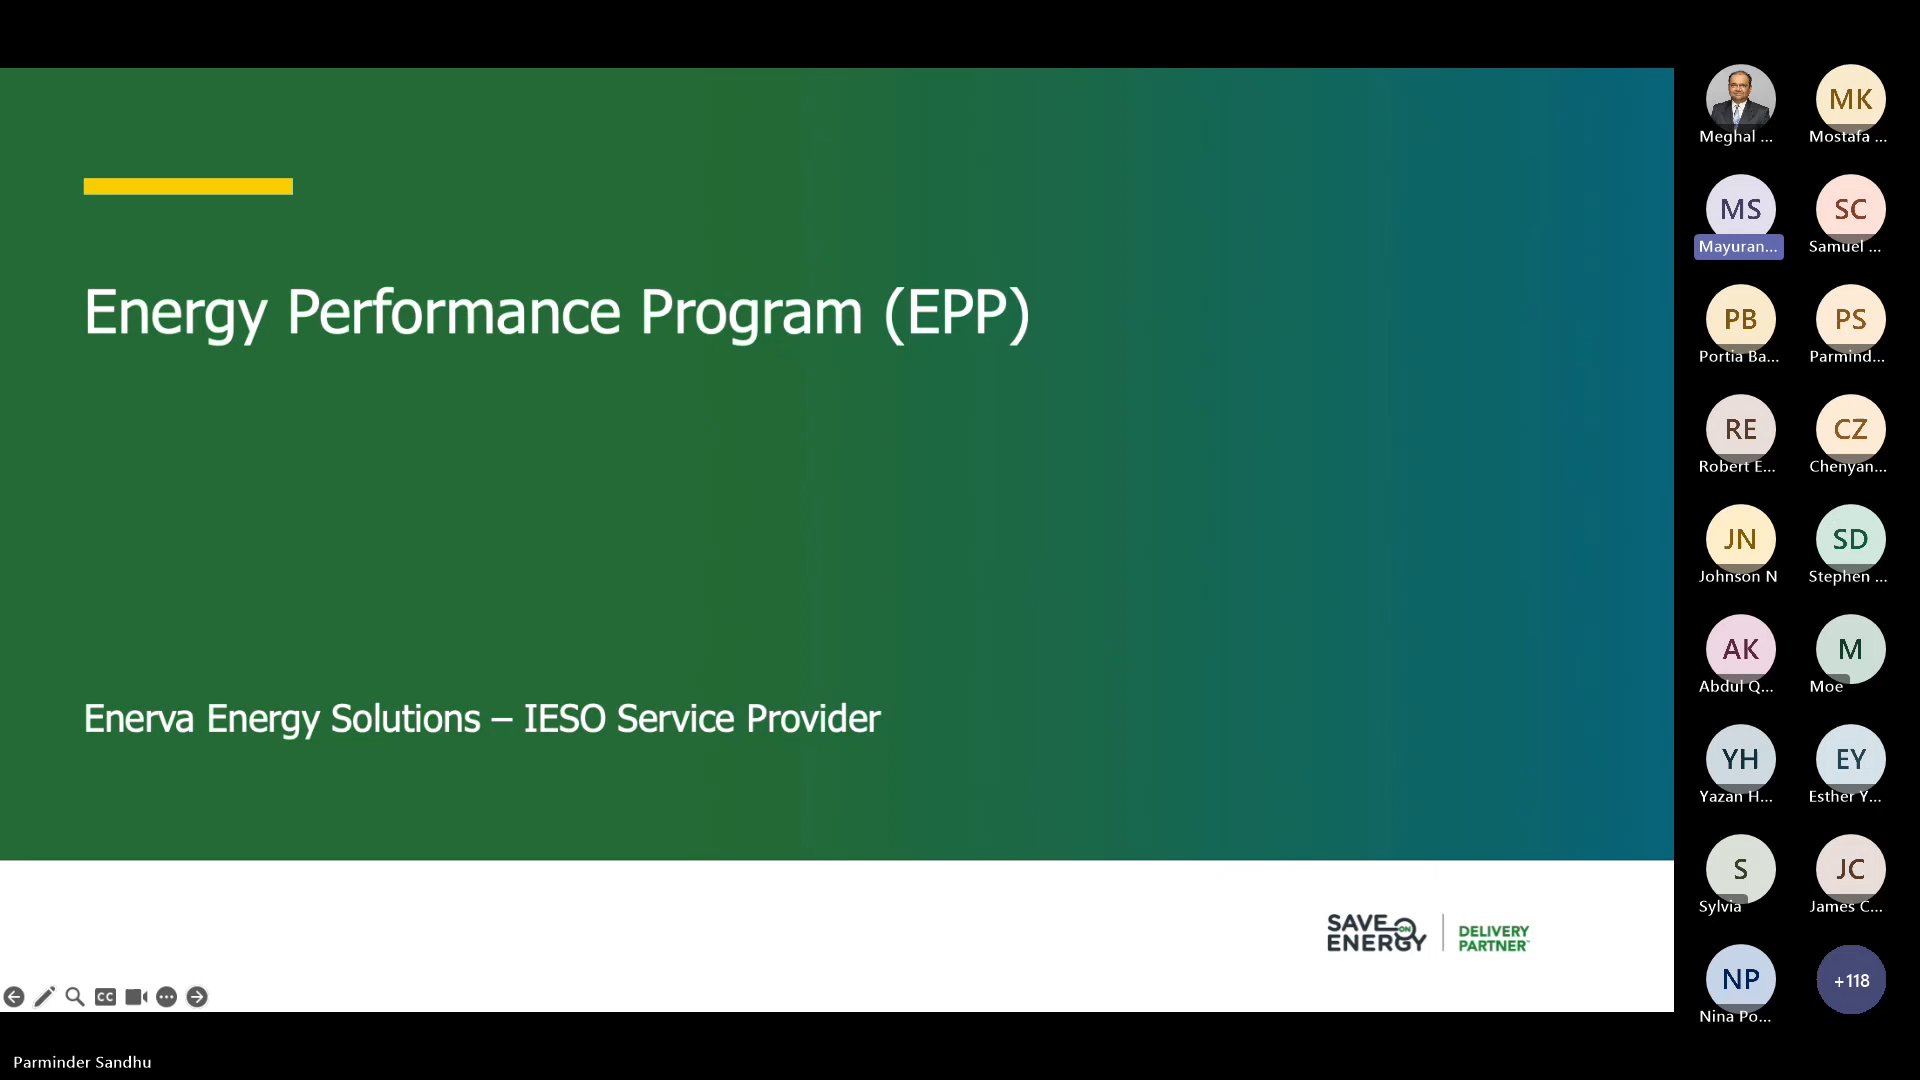 Energy Performance Program (EPP)
Enerva Energy Solutions – IESO Service Provider
SAVE ON
ENERGY
DELIVERY
PARTNER™
CC
Parminder Sandhu
Meghal ...
MK
Mostafa ...
MS
Mayuran...
SC
Samuel ...
PB
Portia Ba...
PS
Parmind...
RE
Robert E...
CZ
Chenyan...
JN
Johnson N
SD
Stephen ...
AK
Abdul Q...
M
Moe
YH
Yazan H...
EY
Esther Y...
S
Sylvia
JC
James C...
NP
Nina Po...
+118